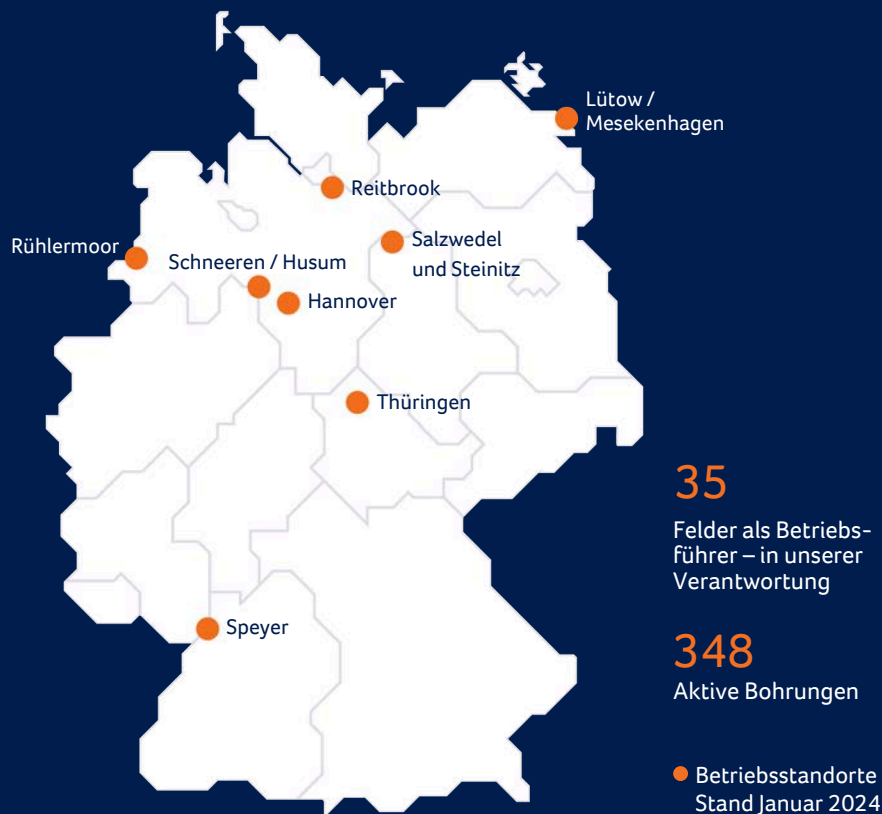 Lütow /
Mesekenhagen
Reitbrook
Rühlermoor
Salzwedel
und Steinitz
Schneeren / Husum
Hannover
Thüringen
Speyer
35
Felder als Betriebs-
führer – in unserer
Verantwortung
348
Aktive Bohrungen
Betriebsstandorte
Stand Januar 2024